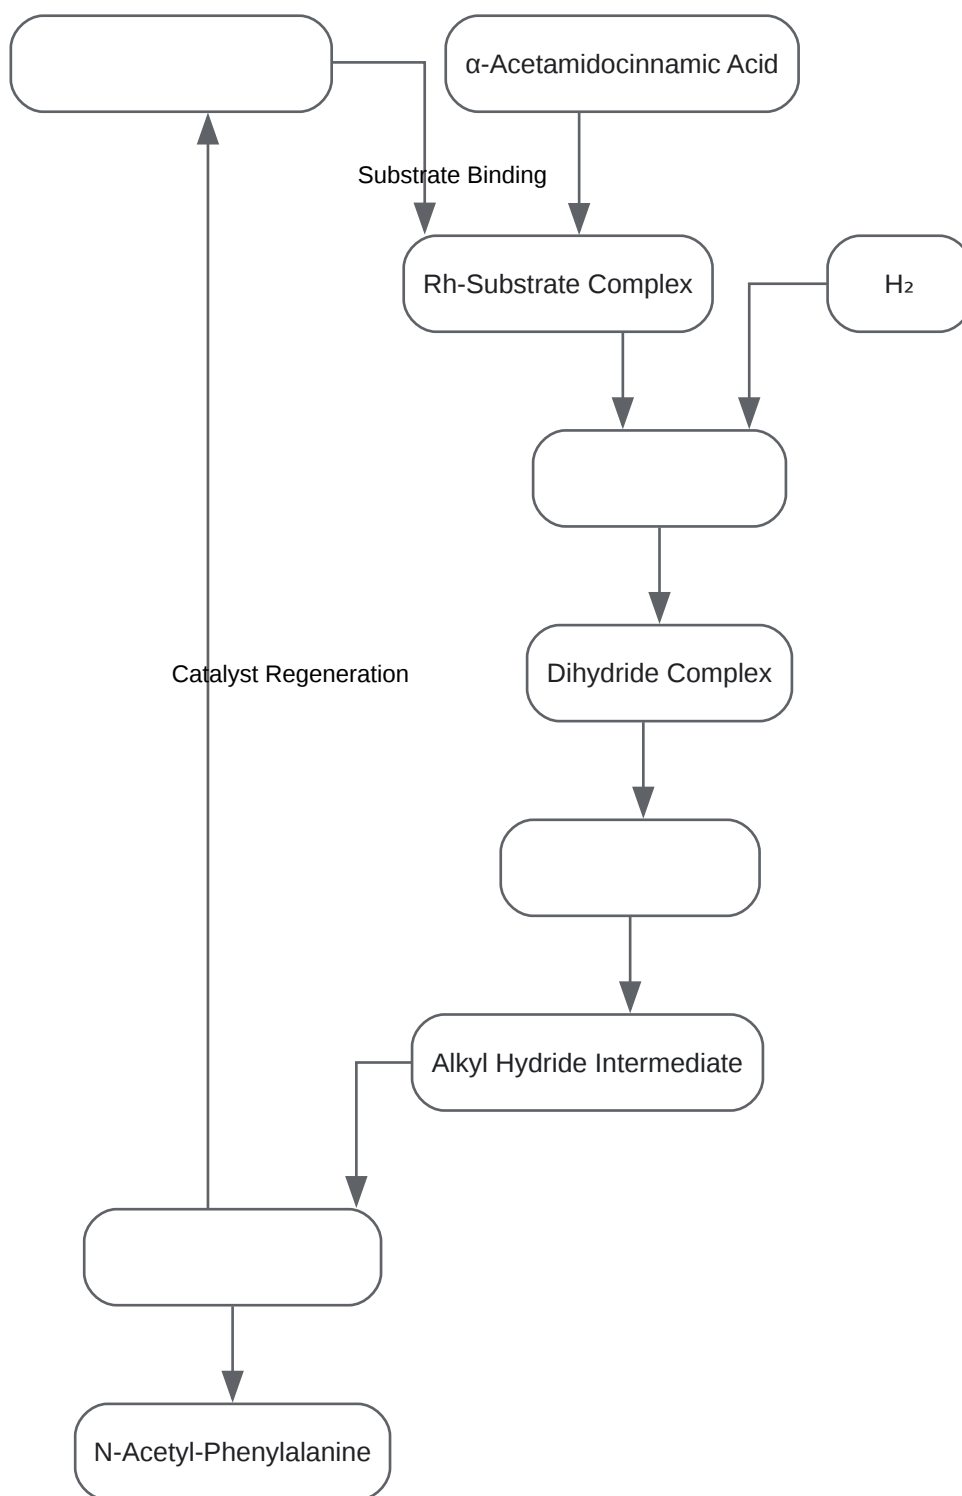 α-Acetamidocinnamic Acid
Substrate Binding
Rh-Substrate Complex
H₂
Dihydride Complex
Catalyst Regeneration
Alkyl Hydride Intermediate
N-Acetyl-Phenylalanine